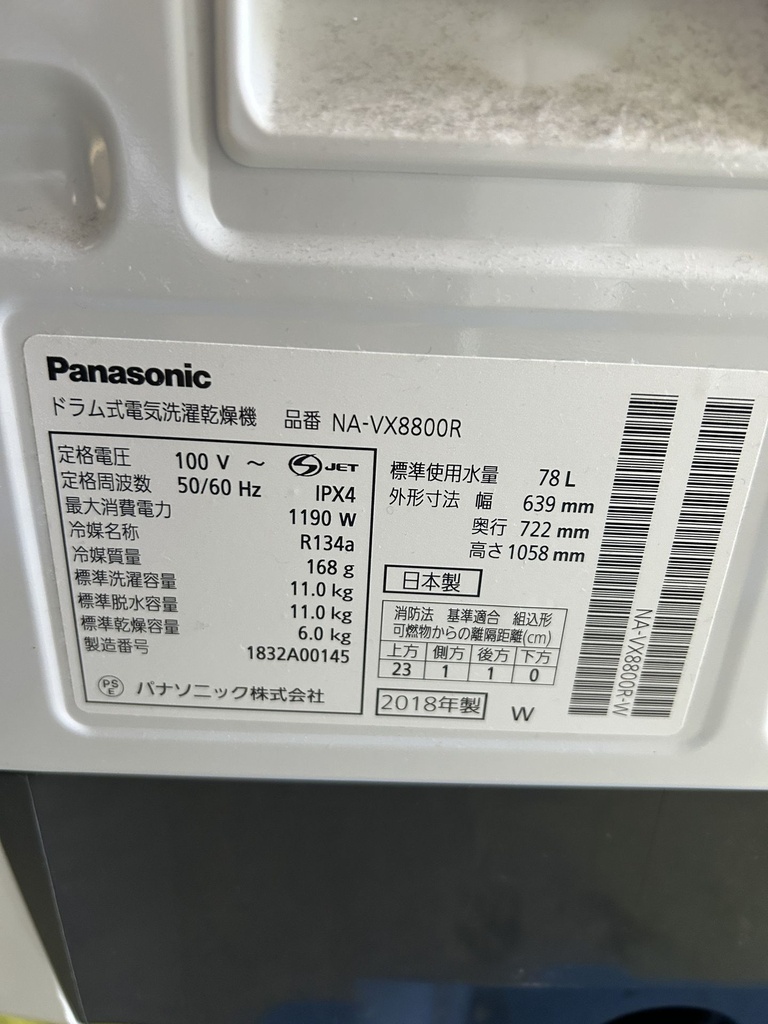 Panasonic
ドラム式電気洗濯乾燥機 品番 NA-VX8800R
定格電圧 100 V ～ JET
定格周波数 50/60 Hz IPX4
最大消費電力 1190 W
冷媒名称 R134a
冷媒質量 168 g
標準洗濯容量 11.0 kg
標準脱水容量 11.0 kg
標準乾燥容量 6.0 kg
製造番号 1832A00145
PS E パナソニック株式会社
標準使用水量 78 L
外形寸法 幅 639 mm
奥行 722 mm
高さ 1058 mm
日本製
消防法 基準適合 組込形
可燃物からの離隔距離(cm)
上方 側方 後方 下方
23 1 1 0
2018年製 W
NA-VX8800R-W